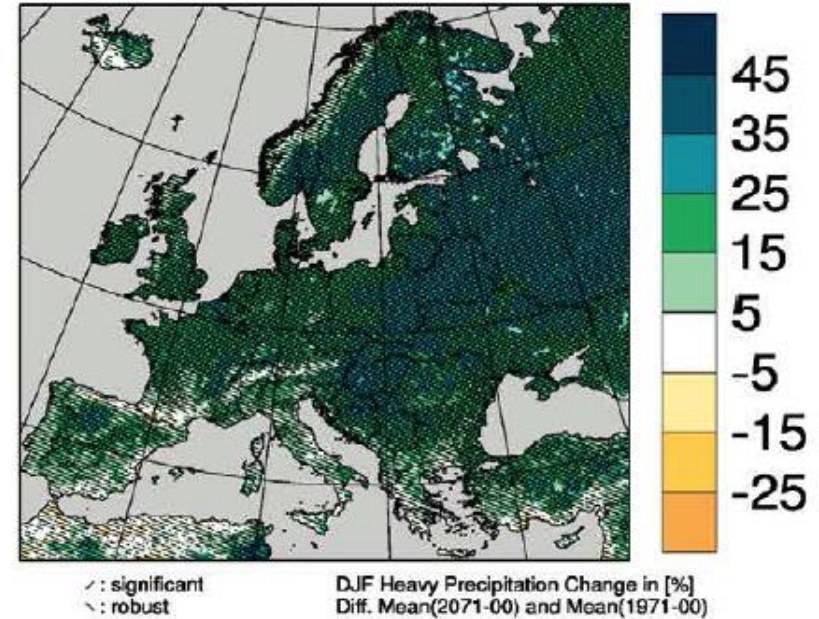 45
35
25
15
5
-5
-15
-25
⟋ : significant
⟍ : robust
DJF Heavy Precipitation Change in [%]
Diff. Mean(2071-00) and Mean(1971-00)